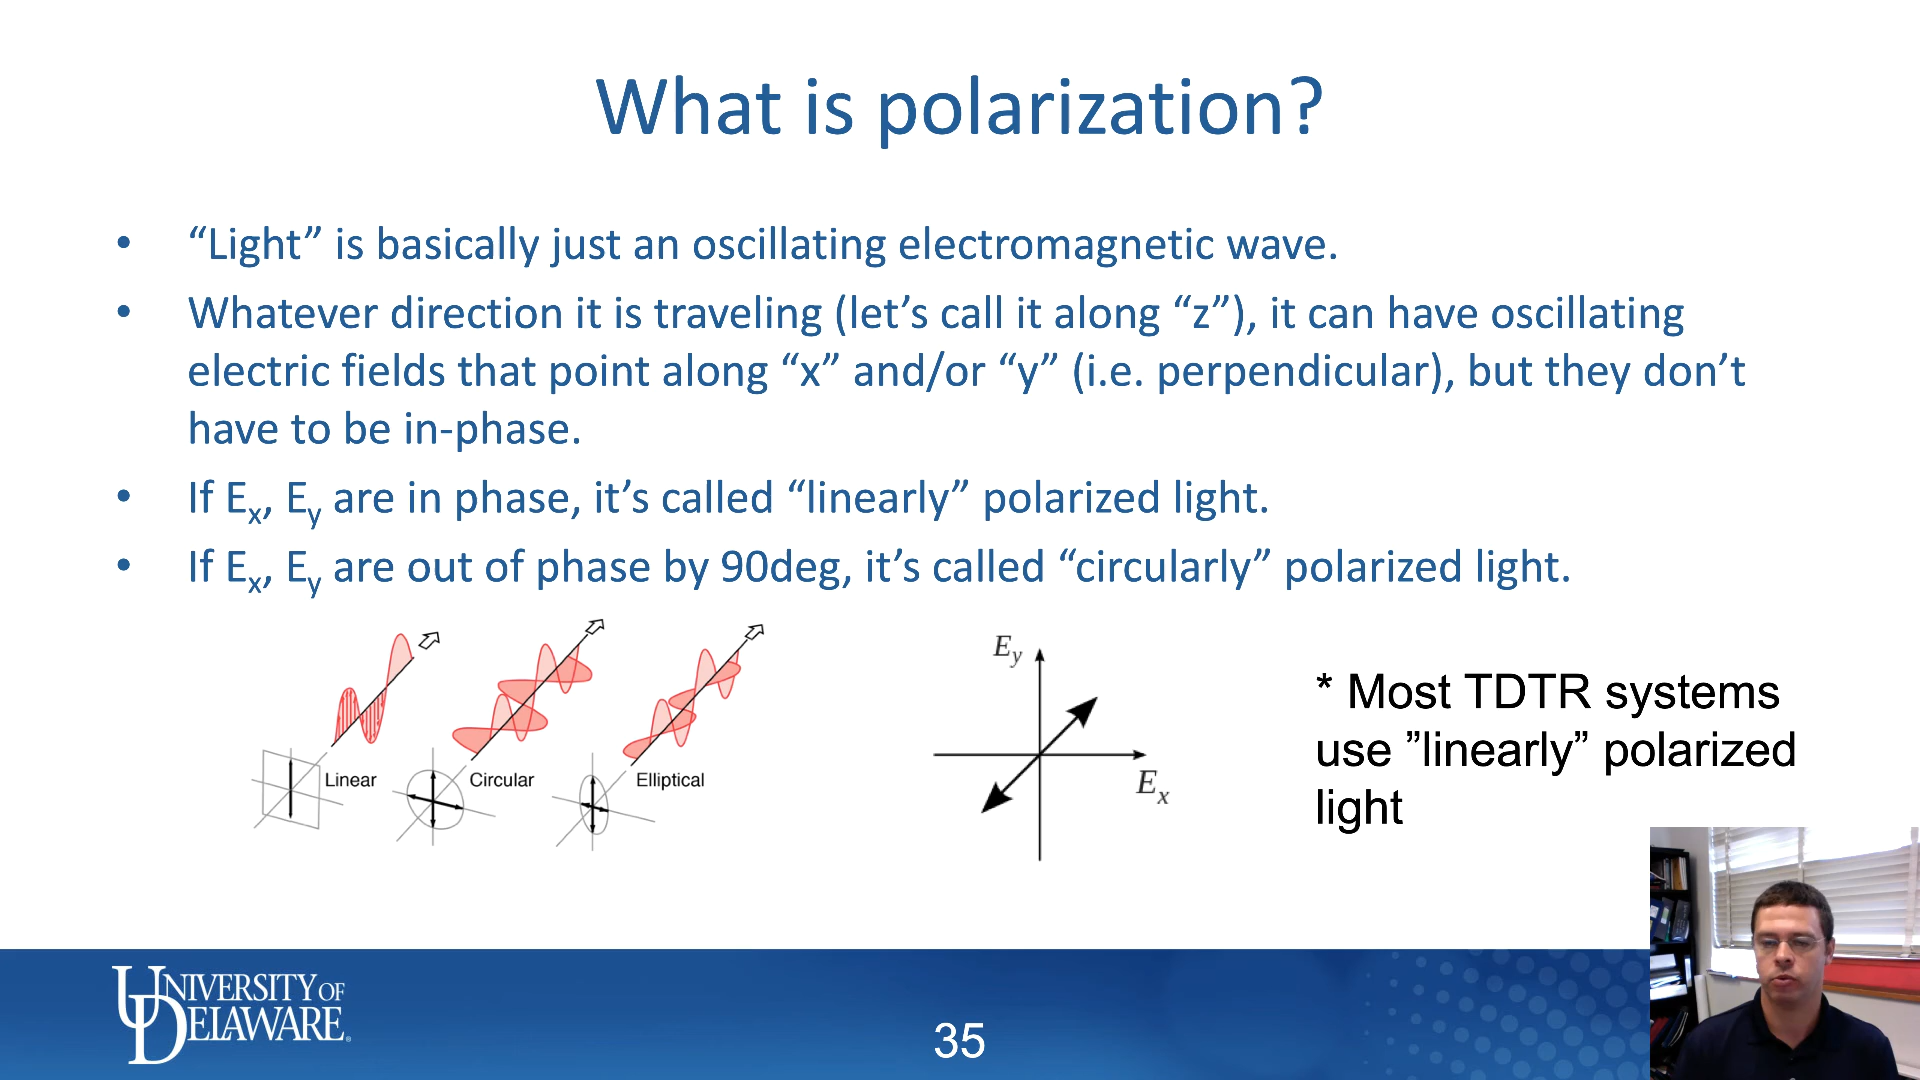 What is polarization?
• “Light” is basically just an oscillating electromagnetic wave.
• Whatever direction it is traveling (let’s call it along “z”), it can have oscillating
electric fields that point along “x” and/or “y” (i.e. perpendicular), but they don’t
have to be in-phase.
• If Ex, Ey are in phase, it’s called “linearly” polarized light.
• If Ex, Ey are out of phase by 90deg, it’s called “circularly” polarized light.
Linear
Circular
Elliptical
Ey
Ex
* Most TDTR systems
use ”linearly” polarized
light
UNIVERSITY OF
DELAWARE.
35